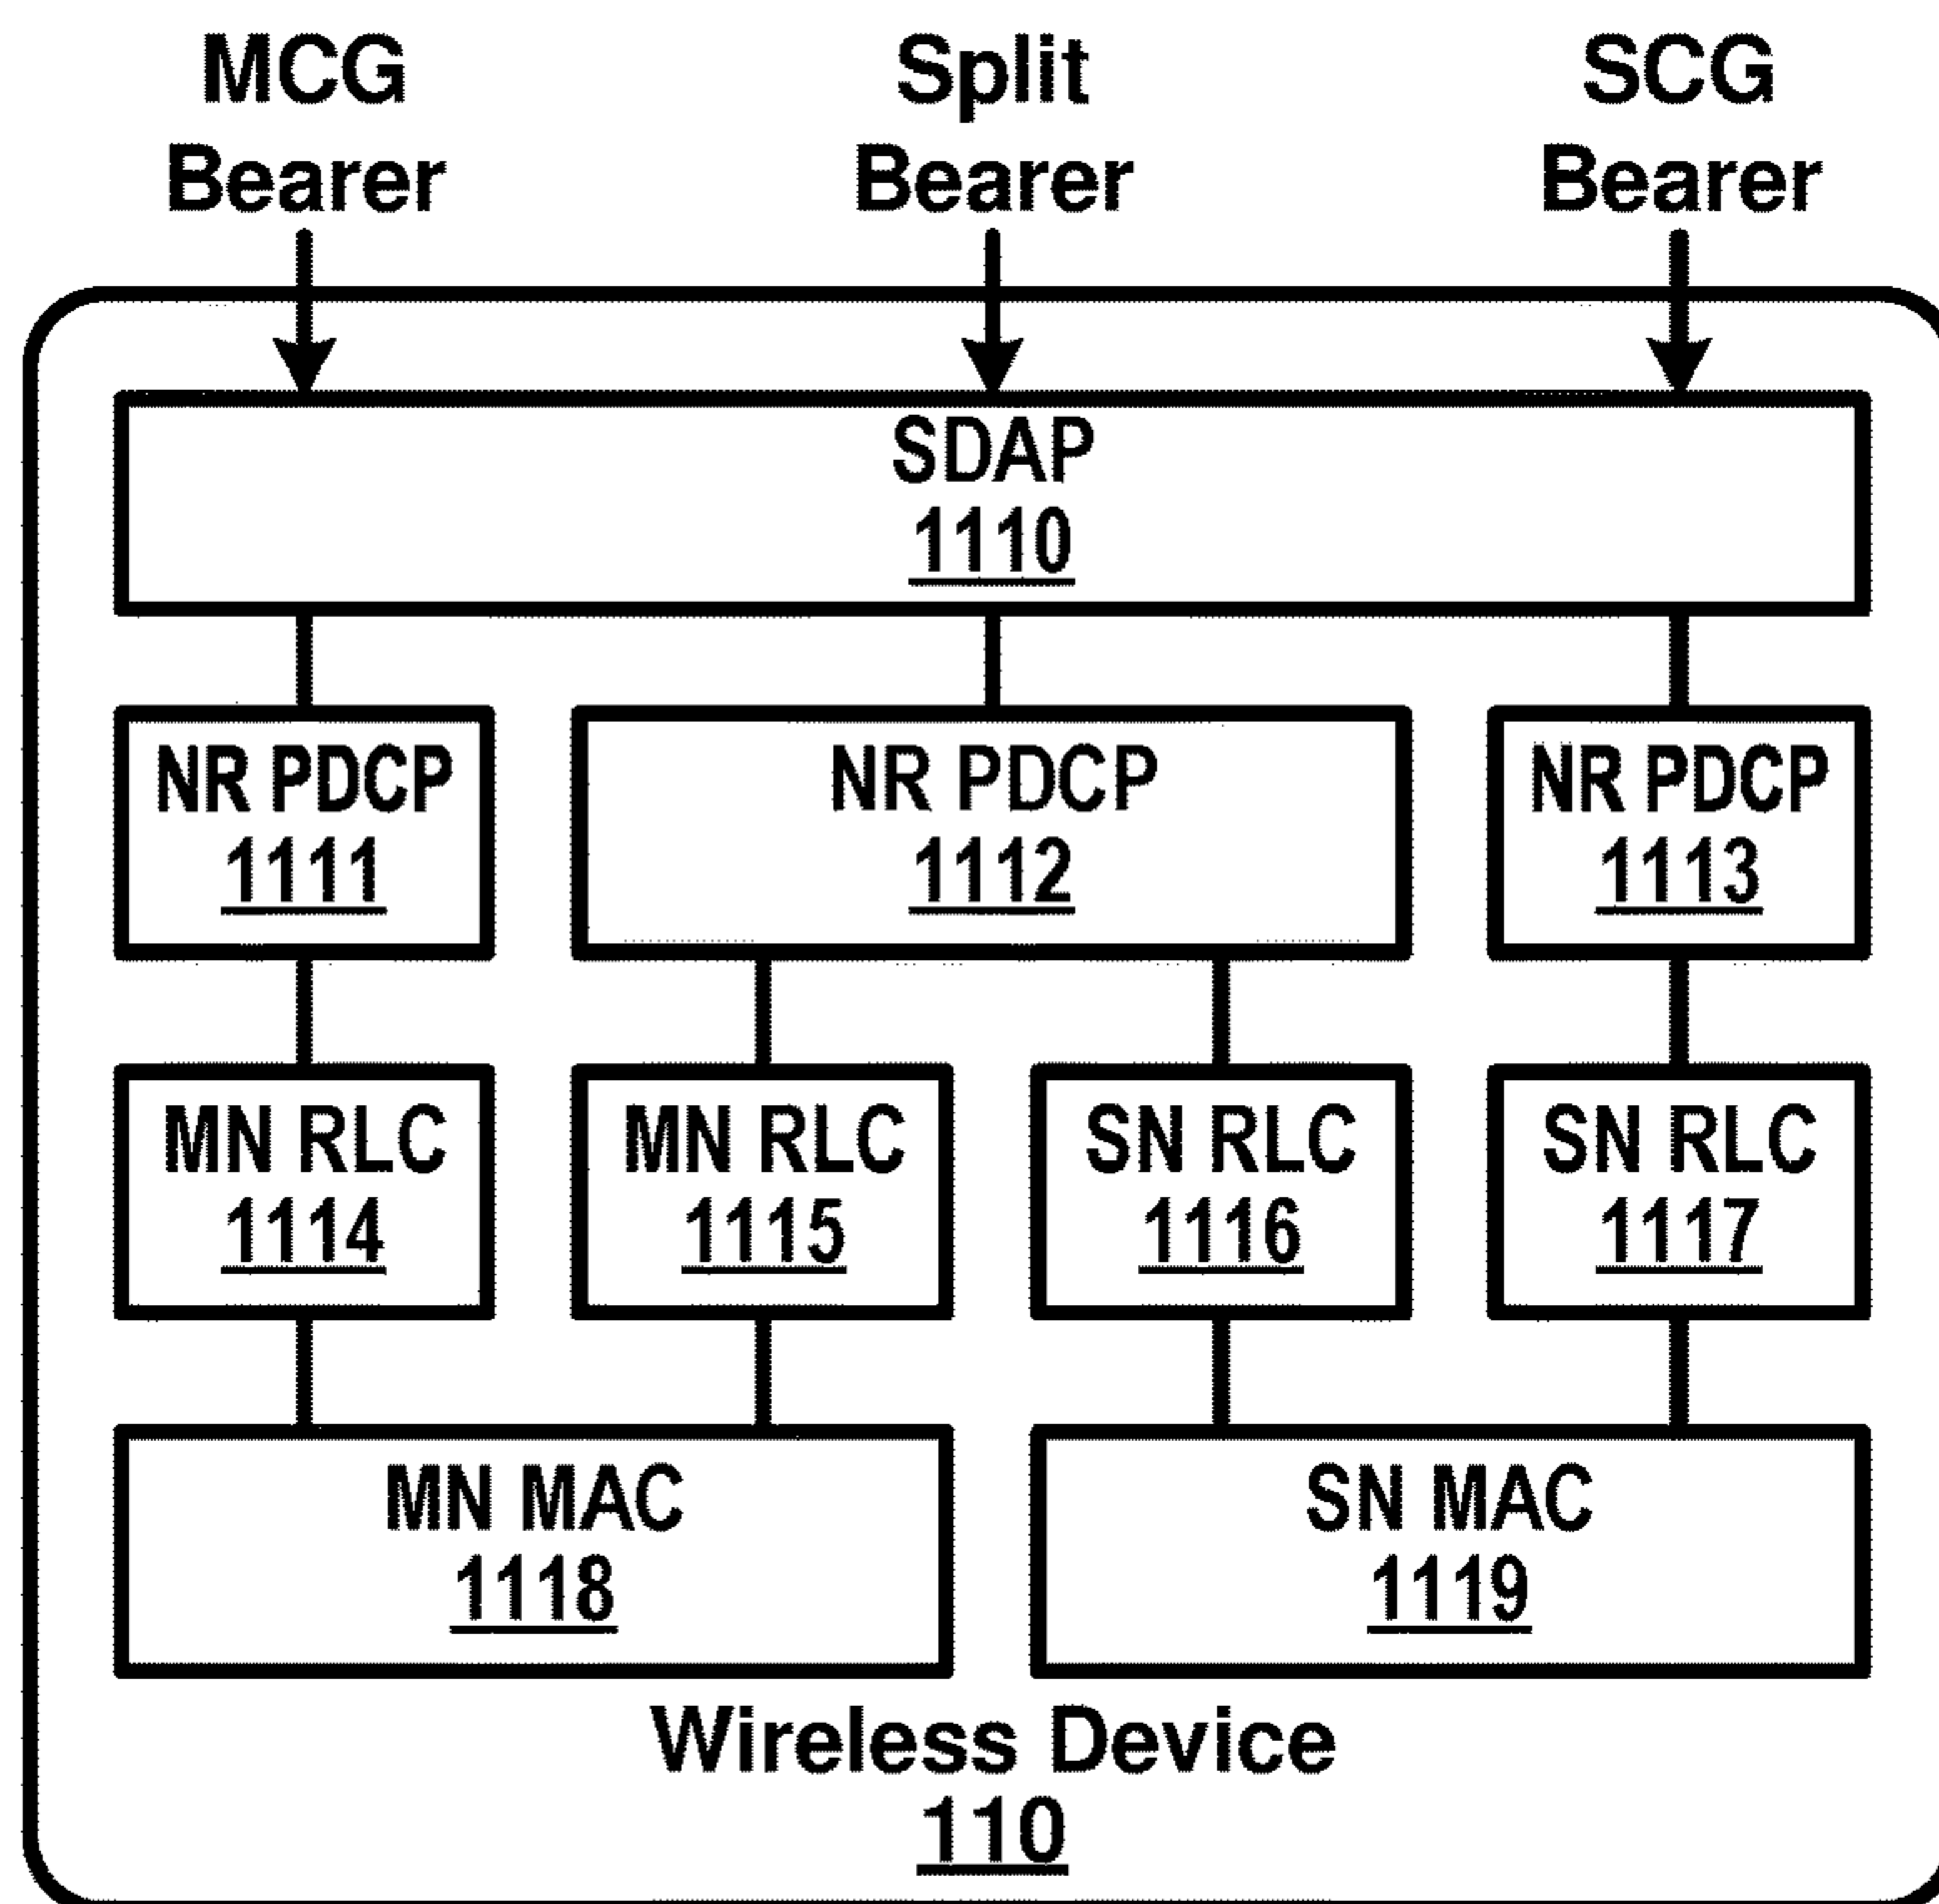 MCG Bearer
Split Bearer
SCG Bearer
SDAP
1110
NR PDCP
1111
NR PDCP
1112
NR PDCP
1113
MN RLC
1114
MN RLC
1115
SN RLC
1116
SN RLC
1117
MN MAC
1118
SN MAC
1119
Wireless Device
110